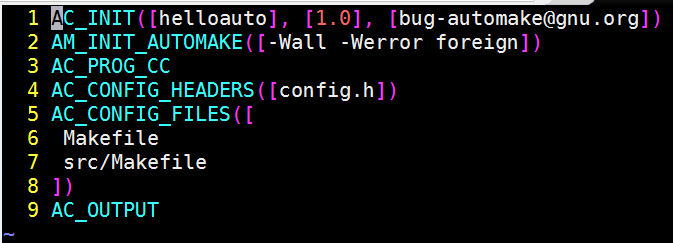 1 AC_INIT([helloauto], [1.0], [bug-automake@gnu.org])
2 AM_INIT_AUTOMAKE([-Wall -Werror foreign])
3 AC_PROG_CC
4 AC_CONFIG_HEADERS([config.h])
5 AC_CONFIG_FILES([
6  Makefile
7  src/Makefile
8 ])
9 AC_OUTPUT
~